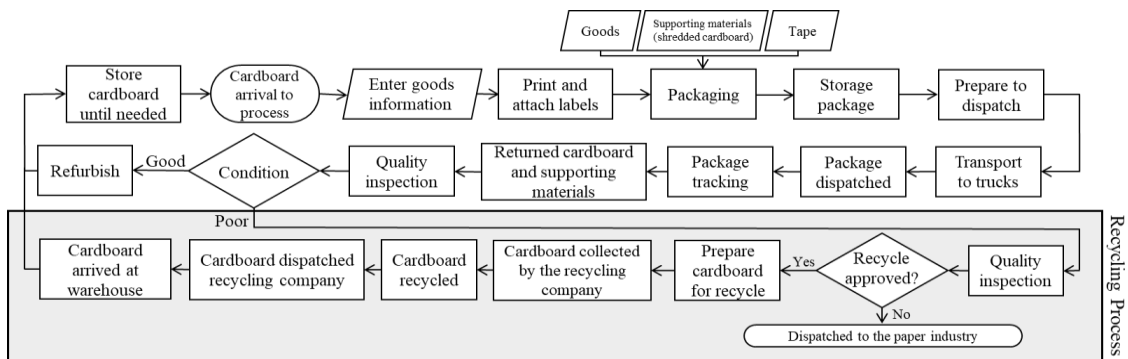 Goods
Supporting materials
(shredded cardboard)
Tape
Store
cardboard
until needed
Cardboard
arrival to
process
Enter goods
information
Print and
attach labels
Packaging
Storage
package
Prepare to
dispatch
Refurbish
Good
Condition
Quality
inspection
Returned cardboard
and supporting
materials
Package
tracking
Package
dispatched
Transport
to trucks
Poor
Cardboard
arrived at
warehouse
Cardboard dispatched
recycling company
Cardboard
recycled
Cardboard collected
by the recycling
company
Prepare
cardboard
for recycle
Yes
Recycle
approved?
Quality
inspection
No
Dispatched to the paper industry
Recycling Process